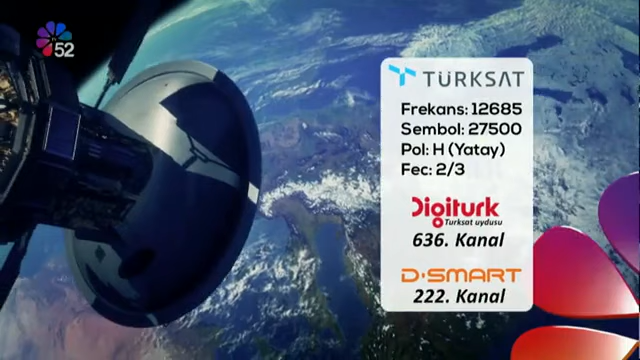 52
TÜRKSAT
Frekans: 12685
Sembol: 27500
Pol: H (Yatay)
Fec: 2/3
Digiturk
Turksat uydusu
636. Kanal
D-SMART
222. Kanal